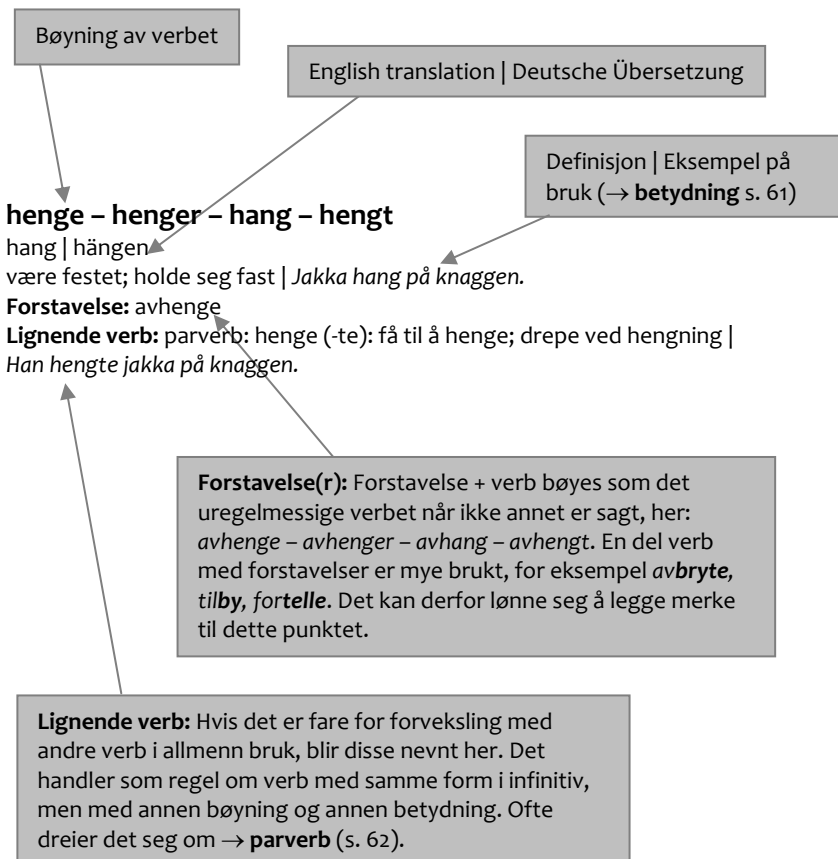 Bøyning av verbet
English translation | Deutsche Übersetzung
Definisjon | Eksempel på
bruk (→ betydning s. 61)
henge – henger – hang – hengt
hang | hängen
være festet; holde seg fast | Jakka hang på knaggen.
Forstavelse: avhenge
Lignende verb: parverb: henge (-te): få til å henge; drepe ved hengning |
Han hengte jakka på knaggen.
Forstavelse(r): Forstavelse + verb bøyes som det
uregelmessige verbet når ikke annet er sagt, her:
avhenge – avhenger – avhang – avhengt. En del verb
med forstavelser er mye brukt, for eksempel avbryte,
tilby, fortelle. Det kan derfor lønne seg å legge merke
til dette punktet.
Lignende verb: Hvis det er fare for forveksling med
andre verb i allmenn bruk, blir disse nevnt her. Det
handler som regel om verb med samme form i infinitiv,
men med annen bøyning og annen betydning. Ofte
dreier det seg om → parverb (s. 62).